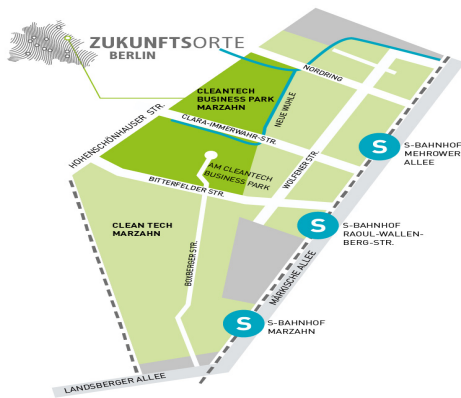 ZUKUNFTSORTE
BERLIN
NORDRING
CLEANTECH
BUSINESS PARK
MARZAHN
NEUE WUHLE
HOHENSCHÖNHAUSER STR.
CLARA-IMMERWAHR-STR.
S
S-BAHNHOF
MEHROWER
ALLEE
WOLFENER STR.
AM CLEANTECH
BUSINESS PARK
BITTERFELDER STR.
S
S-BAHNHOF
RAOUL-WALLEN-
BERG-STR.
CLEAN TECH
MARZAHN
BOXBERGER STR.
MÄRKISCHE ALLEE
S
S-BAHNHOF
MARZAHN
LANDSBERGER ALLEE